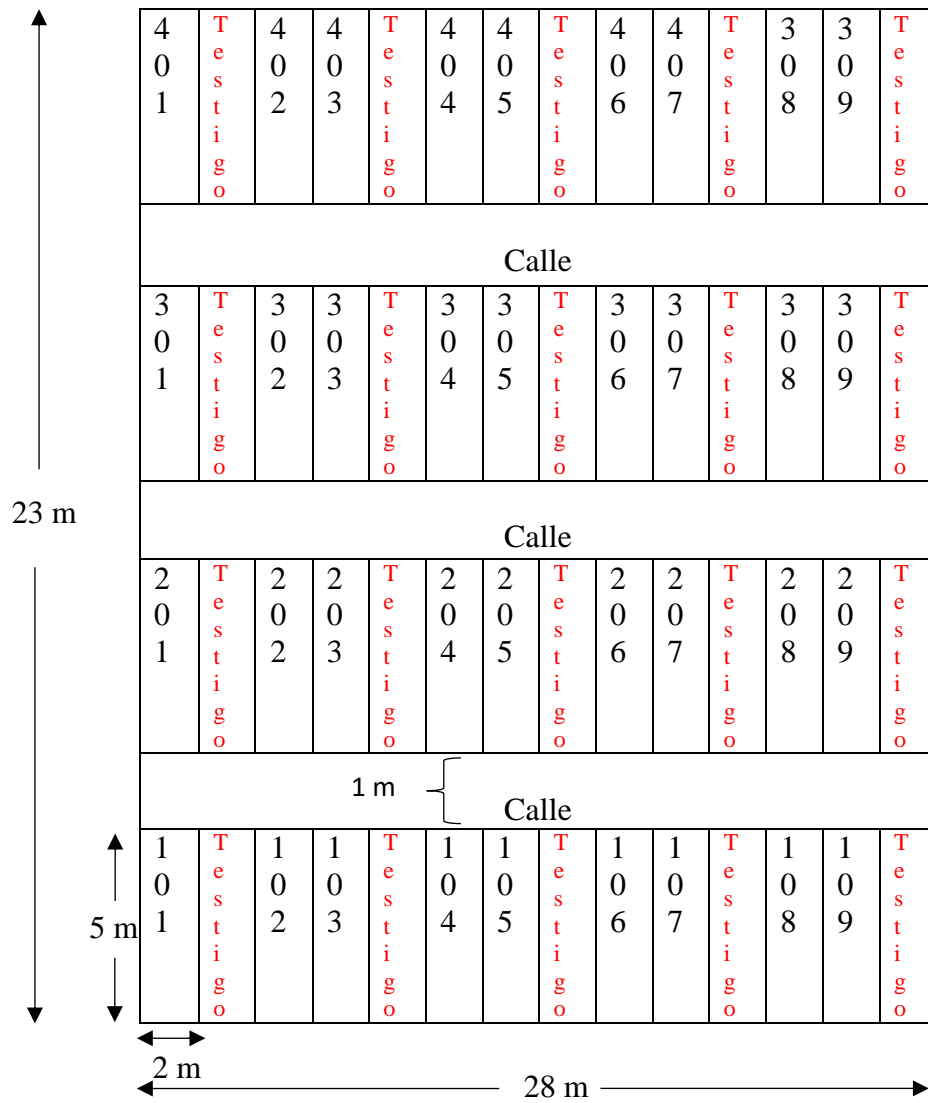 401 Testigo 402 403 Testigo 404 405 Testigo 406 407 Testigo 308 309 Testigo
Calle
301 Testigo 302 303 Testigo 304 305 Testigo 306 307 Testigo 308 309 Testigo
23 m
Calle
201 Testigo 202 203 Testigo 204 205 Testigo 206 207 Testigo 208 209 Testigo
1 m
Calle
101 Testigo 102 103 Testigo 104 105 Testigo 106 107 Testigo 108 109 Testigo
5 m
2 m
28 m